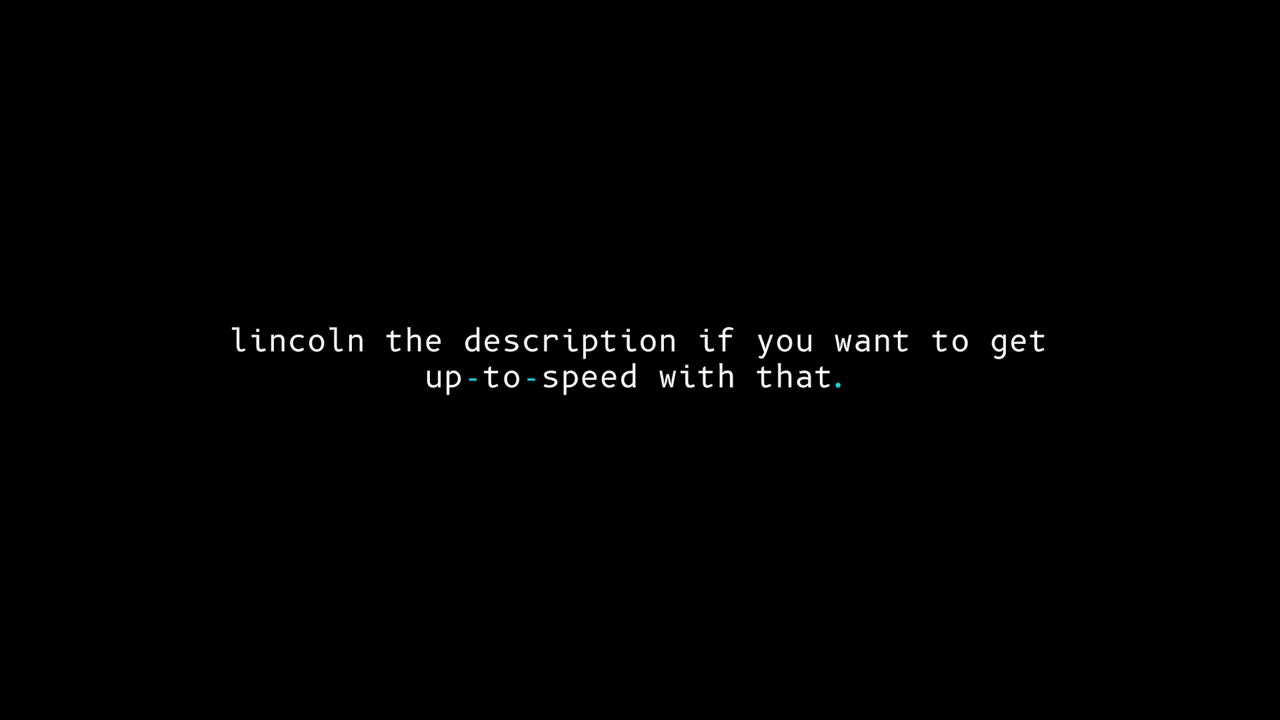 lincoln the description if you want to get
up-to-speed with that.